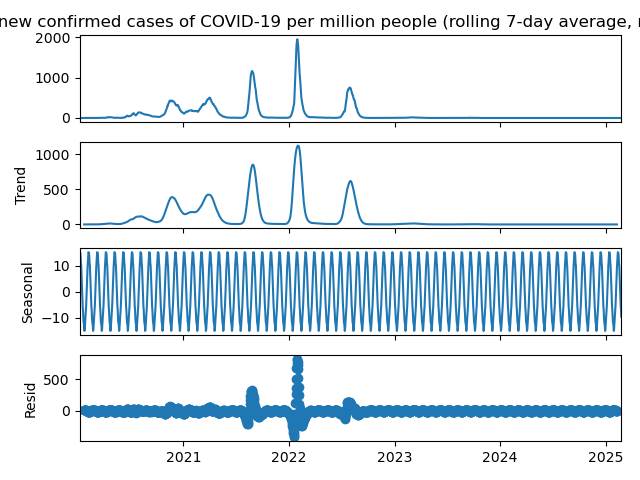 new confirmed cases of COVID-19 per million people (rolling 7-day average,
2000
1000
0
Trend
1000
500
0
Seasonal
10
0
−10
Resid
500
0
2021 2022 2023 2024 2025